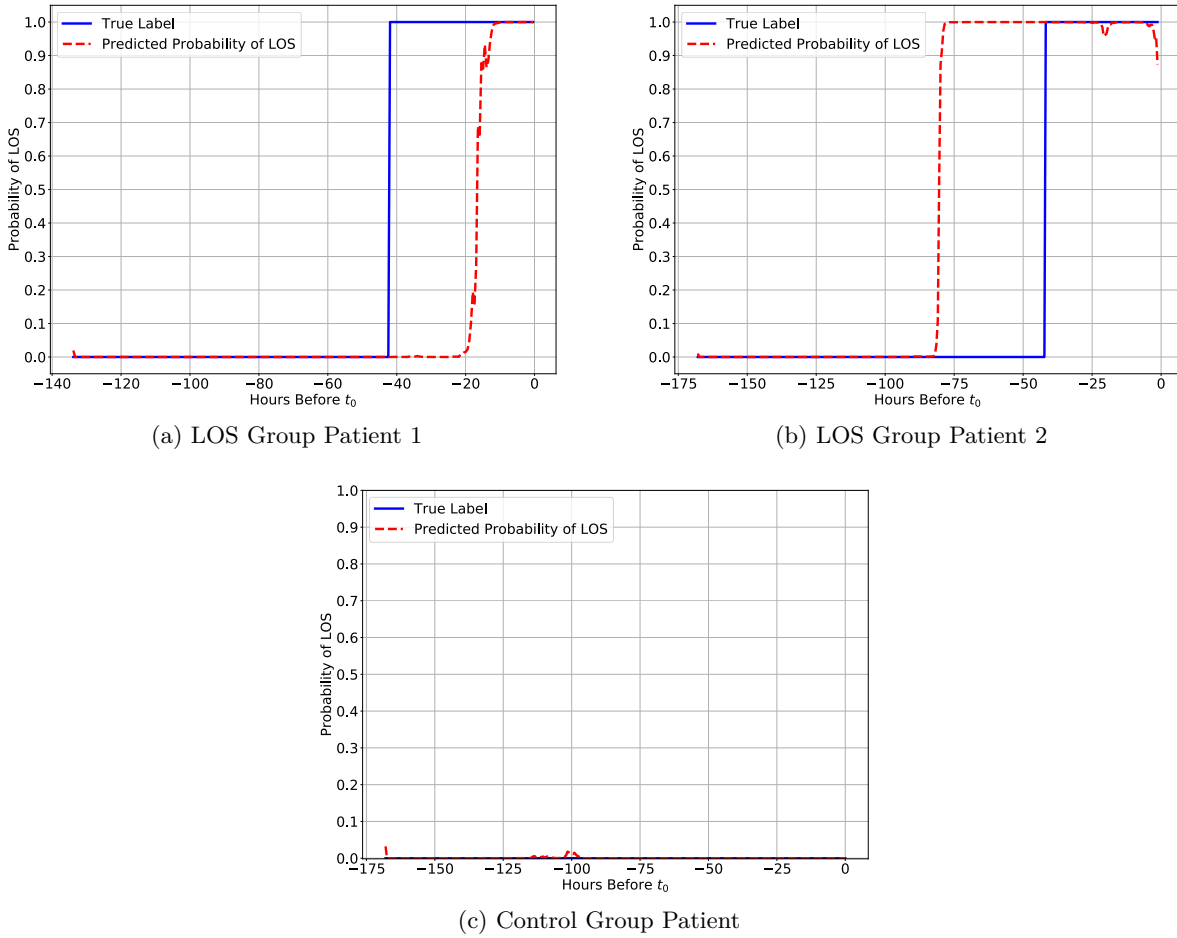 1.0
0.9
0.8
0.7
0.6
0.5
0.4
0.3
0.2
0.1
0.0
Probability of LOS
True Label
Predicted Probability of LOS
−140 −120 −100 −80 −60 −40 −20 0
Hours Before t0
(a) LOS Group Patient 1
1.0
0.9
0.8
0.7
0.6
0.5
0.4
0.3
0.2
0.1
0.0
Probability of LOS
True Label
Predicted Probability of LOS
−175 −150 −125 −100 −75 −50 −25 0
Hours Before t0
(b) LOS Group Patient 2
1.0
0.9
0.8
0.7
0.6
0.5
0.4
0.3
0.2
0.1
0.0
Probability of LOS
True Label
Predicted Probability of LOS
−175 −150 −125 −100 −75 −50 −25 0
Hours Before t0
(c) Control Group Patient